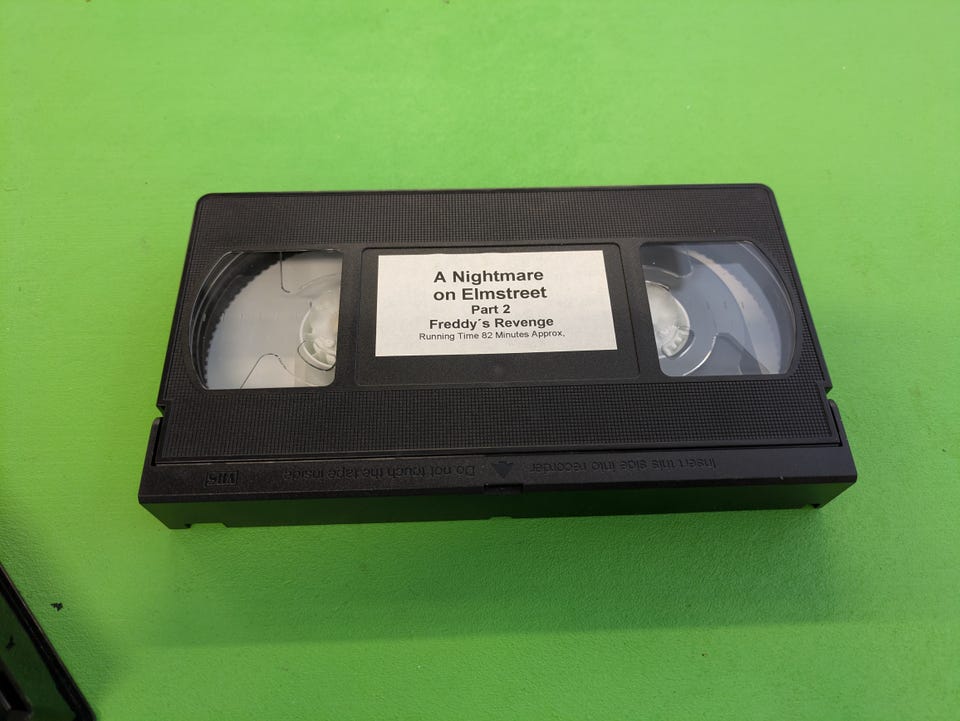 A Nightmare
on Elmstreet
Part 2
Freddy´s Revenge
Running Time 82 Minutes Approx.
Insert this side into recorder
Do not touch the tape inside
VHS